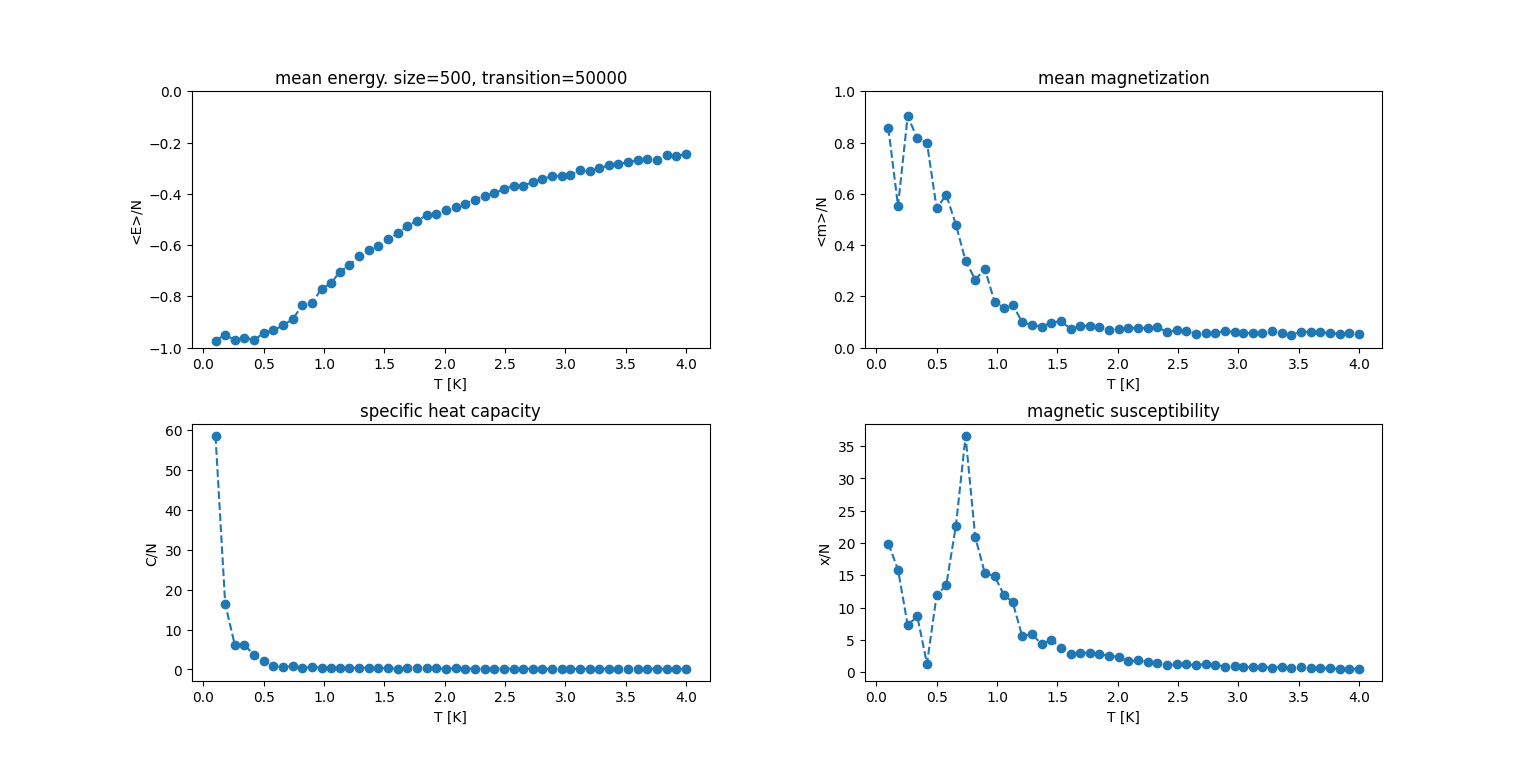 mean energy. size=500, transition=50000
0.0
−0.2
−0.4
−0.6
−0.8
−1.0
<E>/N
0.0 0.5 1.0 1.5 2.0 2.5 3.0 3.5 4.0
T [K]
mean magnetization
1.0
0.8
0.6
0.4
0.2
0.0
<m>/N
0.0 0.5 1.0 1.5 2.0 2.5 3.0 3.5 4.0
T [K]
specific heat capacity
60
50
40
30
20
10
0
C/N
0.0 0.5 1.0 1.5 2.0 2.5 3.0 3.5 4.0
T [K]
magnetic susceptibility
35
30
25
20
15
10
5
0
x/N
0.0 0.5 1.0 1.5 2.0 2.5 3.0 3.5 4.0
T [K]